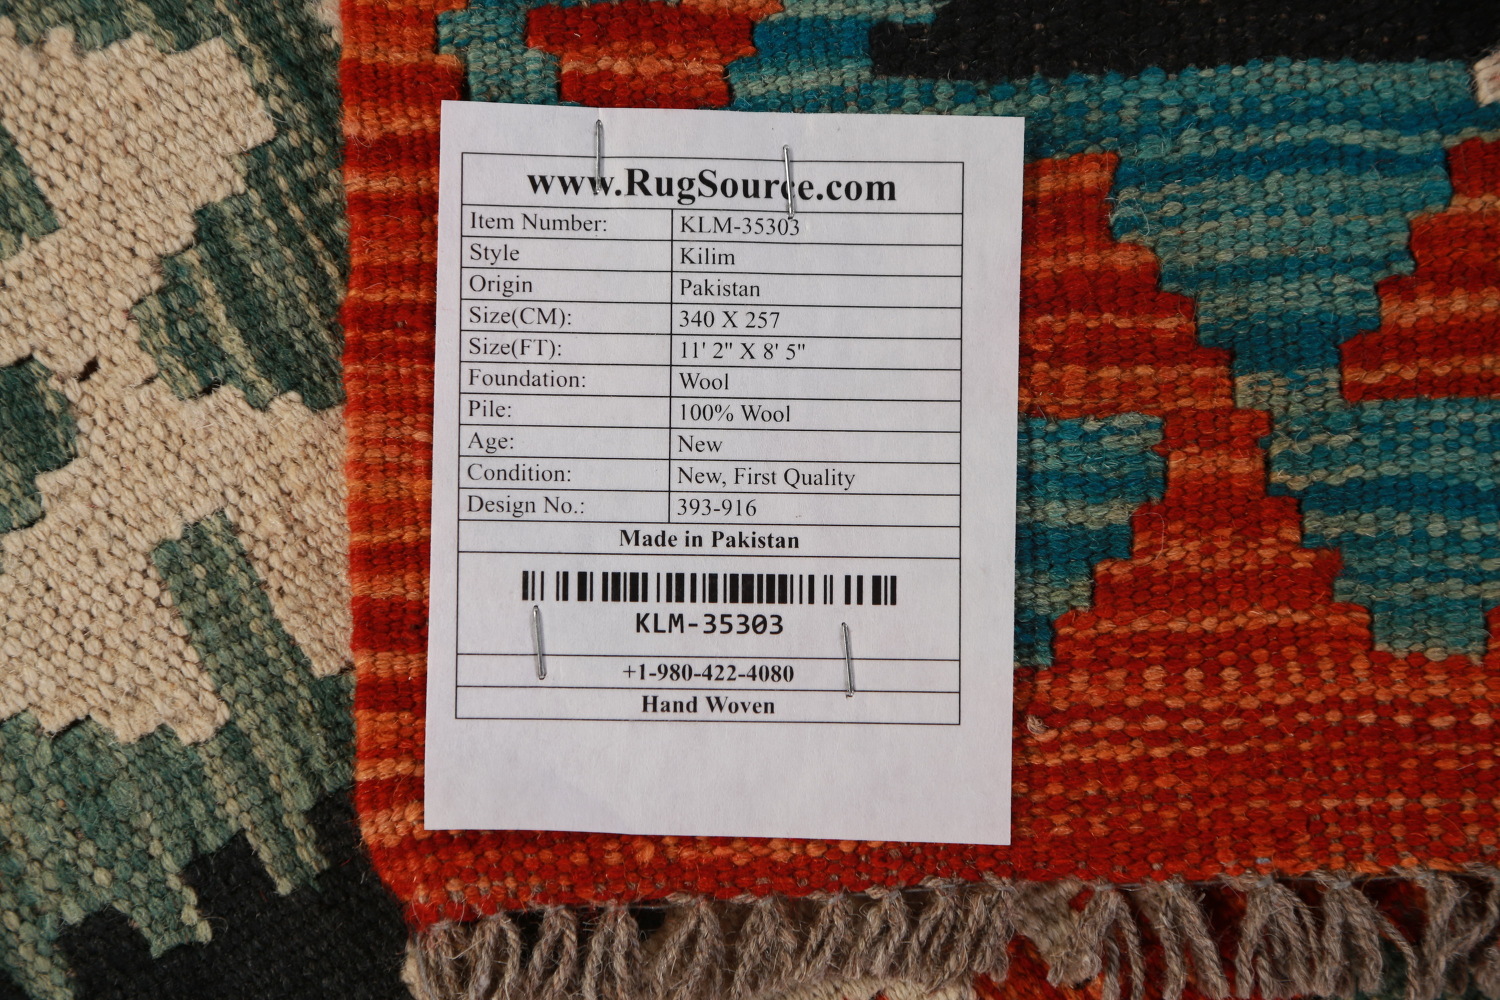 www.RugSource.com
Item Number: KLM-35303
Style Kilim
Origin Pakistan
Size(CM): 340 X 257
Size(FT): 11' 2" X 8' 5"
Foundation: Wool
Pile: 100% Wool
Age: New
Condition: New, First Quality
Design No.: 393-916
Made in Pakistan
KLM-35303
+1-980-422-4080
Hand Woven